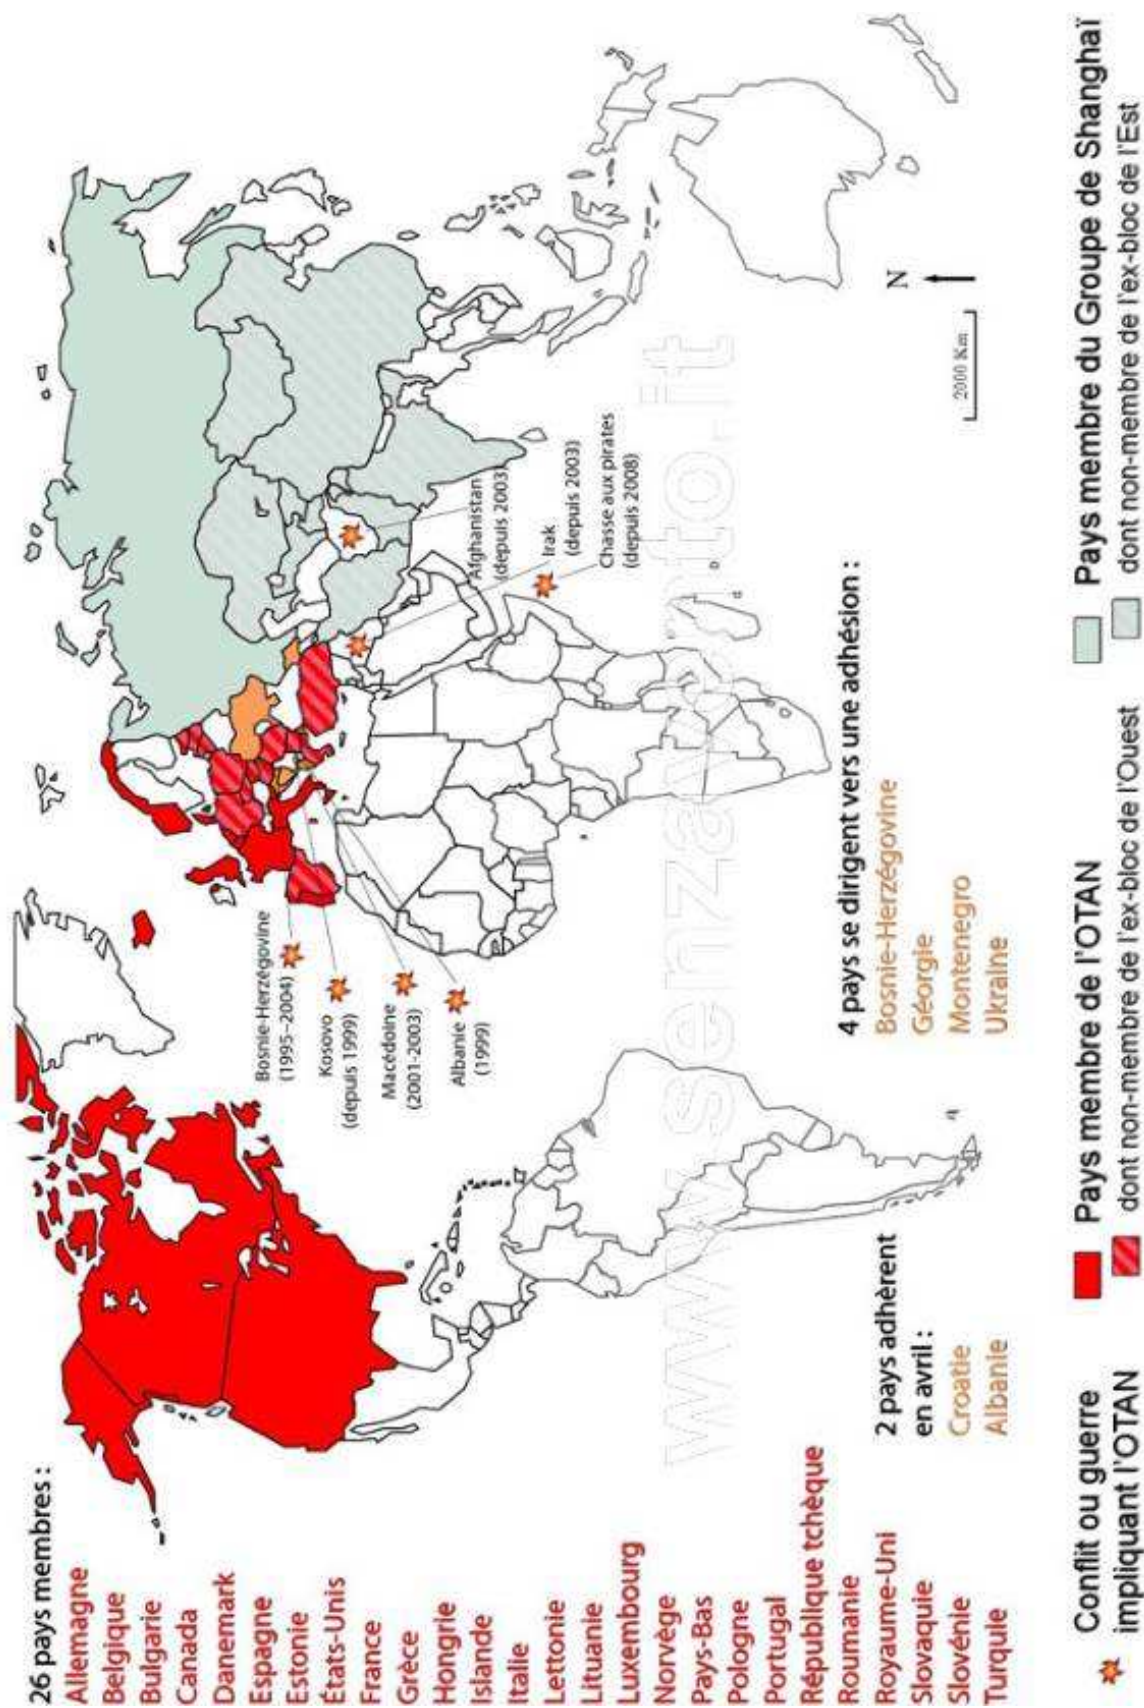 26 pays membres :
Allemagne
Belgique
Bulgarie
Canada
Danemark
Espagne
Estonie
États-Unis
France
Grèce
Hongrie
Islande
Italie
Lettonie
Lituanie
Luxembourg
Norvège
Pays-Bas
Pologne
Portugal
République tchèque
Roumanie
Royaume-Uni
Slovaquie
Slovénie
Turquie
2 pays adhèrent
en avril :
Croatie
Albanie
Bosnie-Herzégovine
(1995-2004)
Kosovo
(depuis 1999)
Macédoine
(2001-2003)
Albanie
(1999)
Afghanistan
(depuis 2003)
Irak
(depuis 2003)
Chasse aux pirates
(depuis 2008)
4 pays se dirigent vers une adhésion :
Bosnie-Herzégovine
Géorgie
Montenegro
Ukraine
N
2000 Km
Conflit ou guerre
impliquant l'OTAN
Pays membre de l'OTAN
dont non-membre de l'ex-bloc de l'Ouest
Pays membre du Groupe de Shanghaï
dont non-membre de l'ex-bloc de l'Est